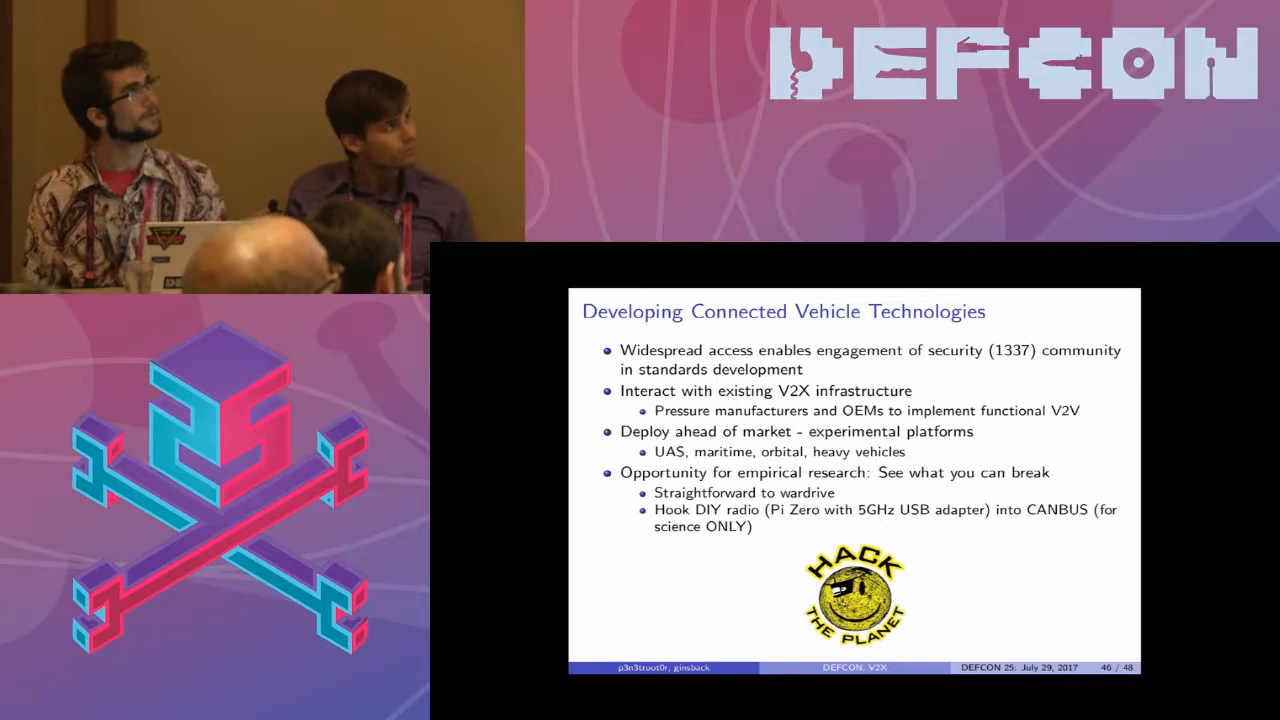 DEFCON
Developing Connected Vehicle Technologies
Widespread access enables engagement of security (1337) community
in standards development
Interact with existing V2X infrastructure
Pressure manufacturers and OEMs to implement functional V2V
Deploy ahead of market - experimental platforms
UAS, maritime, orbital, heavy vehicles
Opportunity for empirical research: See what you can break
Straightforward to wardrive
Hook DIY radio (Pi Zero with 5GHz USB adapter) into CANBUS (for
science ONLY)
HACK
THE PLANET
p3n3troot0r, ginsback
DEFCON. V2X
DEFCON 25. July 29, 2017
46 / 48
25